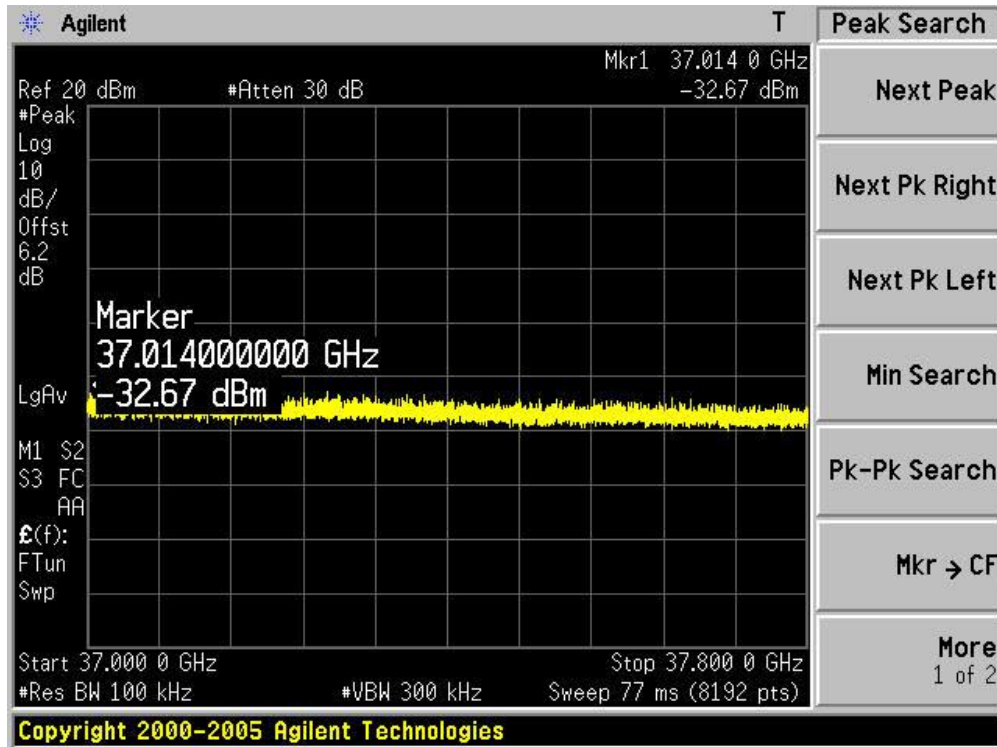 Agilent T Peak Search
Mkr1 37.014 0 GHz
Ref 20 dBm #Atten 30 dB -32.67 dBm
#Peak
Log
10
dB/
Offst
6.2
dB
Marker
37.014000000 GHz
-32.67 dBm
LgAv
M1 S2
S3 FC
AA
£(f):
FTun
Swp
Start 37.000 0 GHz Stop 37.800 0 GHz
#Res BW 100 kHz #VBW 300 kHz Sweep 77 ms (8192 pts)
Next Peak
Next Pk Right
Next Pk Left
Min Search
Pk-Pk Search
Mkr → CF
More
1 of 2
Copyright 2000-2005 Agilent Technologies